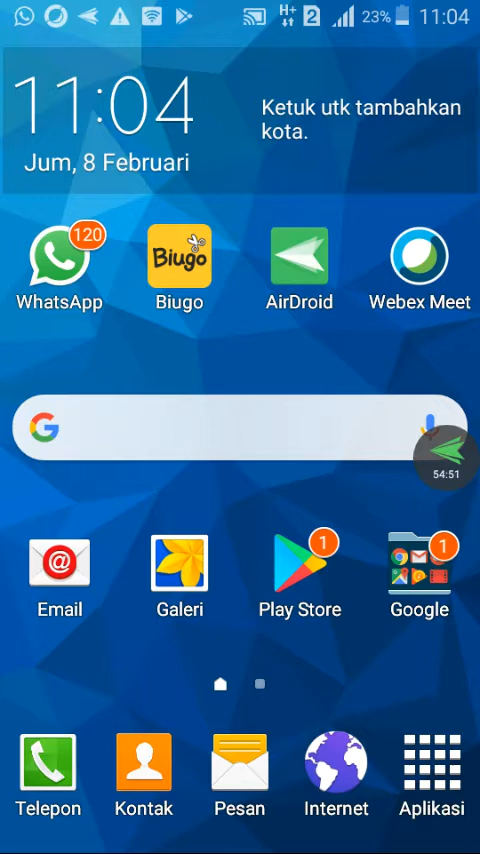 H+ 2 23% 11:04
11:04
Jum, 8 Februari
Ketuk utk tambahkan
kota.
120
Biugo
WhatsApp Biugo AirDroid Webex Meet
G
54:51
@ 1 1
Email Galeri Play Store Google
Telepon Kontak Pesan Internet Aplikasi